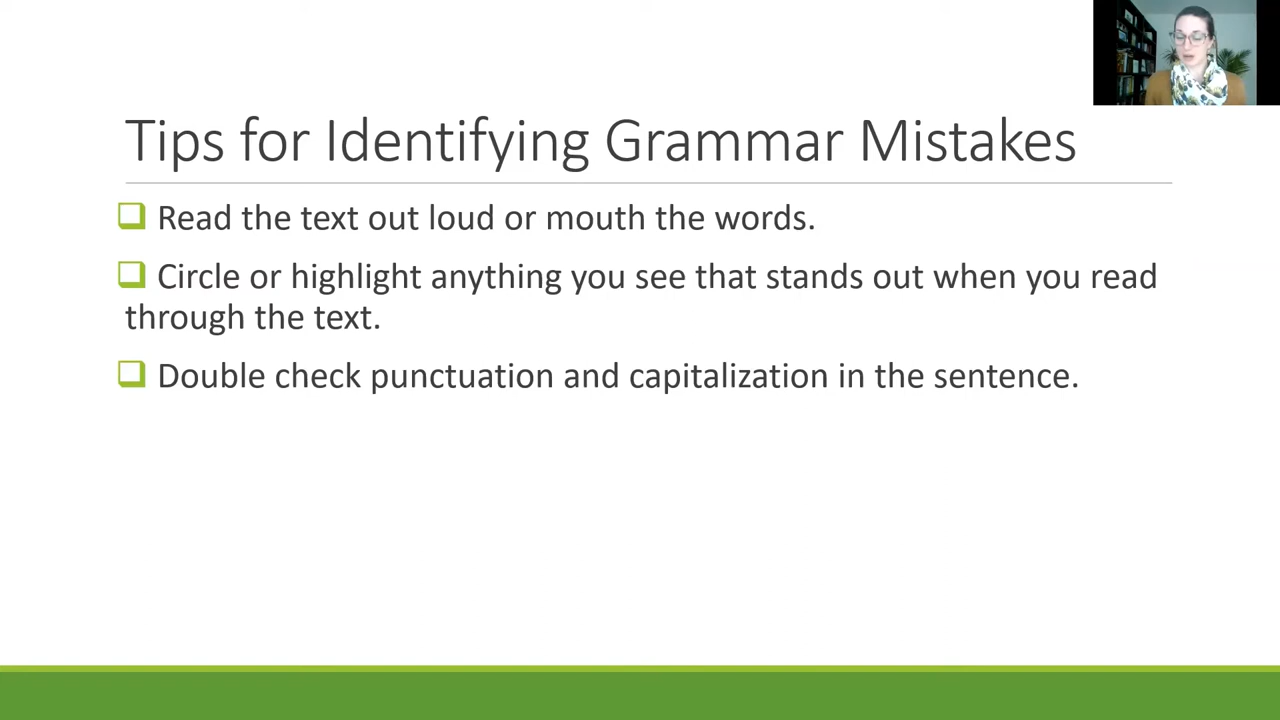 Tips for Identifying Grammar Mistakes
Read the text out loud or mouth the words.
Circle or highlight anything you see that stands out when you read
through the text.
Double check punctuation and capitalization in the sentence.